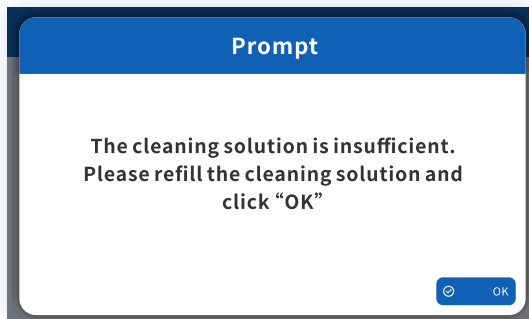 Prompt
The cleaning solution is insufficient.
Please refill the cleaning solution and
click “OK”
OK